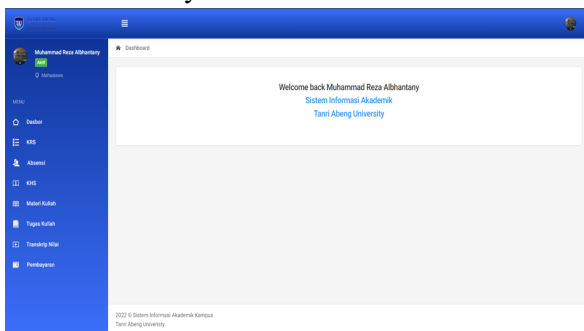 Muhammad Reza Albhantany
Mahasiswa
MENU
Dasbor
KRS
Absensi
KHS
Materi Kuliah
Tugas Kuliah
Transkrip Nilai
Pembayaran
Dashboard
Welcome back Muhammad Reza Albhantany
Sistem Informasi Akademik
Tanri Abeng University
2022 © Sistem Informasi Akademik Kampus
Tanri Abeng Univeristy.